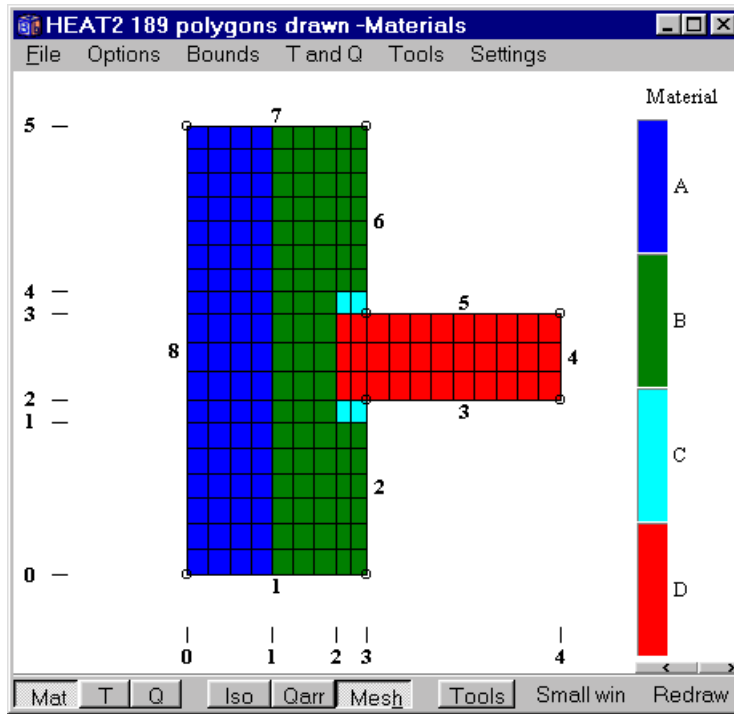 HEAT2 189 polygons drawn -Materials
File Options Bounds T and Q Tools Settings
Material
7
5
A
6
B
4
5
3
8
4
2
3
1
C
2
D
0
1
0 1 2 3 4
Mat T Q Iso Qarr Mesh Tools Small win Redraw